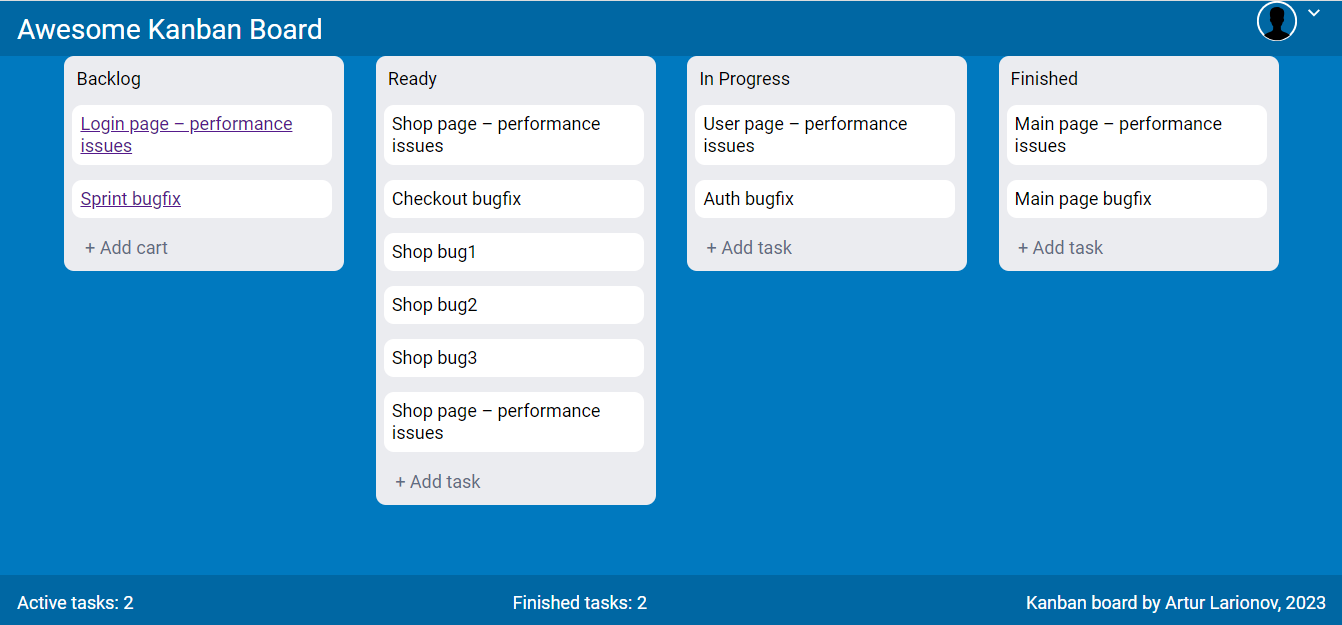 Awesome Kanban Board
Backlog
Login page – performance
issues
Sprint bugfix
+ Add cart
Ready
Shop page – performance
issues
Checkout bugfix
Shop bug1
Shop bug2
Shop bug3
Shop page – performance
issues
+ Add task
In Progress
User page – performance
issues
Auth bugfix
+ Add task
Finished
Main page – performance
issues
Main page bugfix
+ Add task
Active tasks: 2
Finished tasks: 2
Kanban board by Artur Larionov, 2023